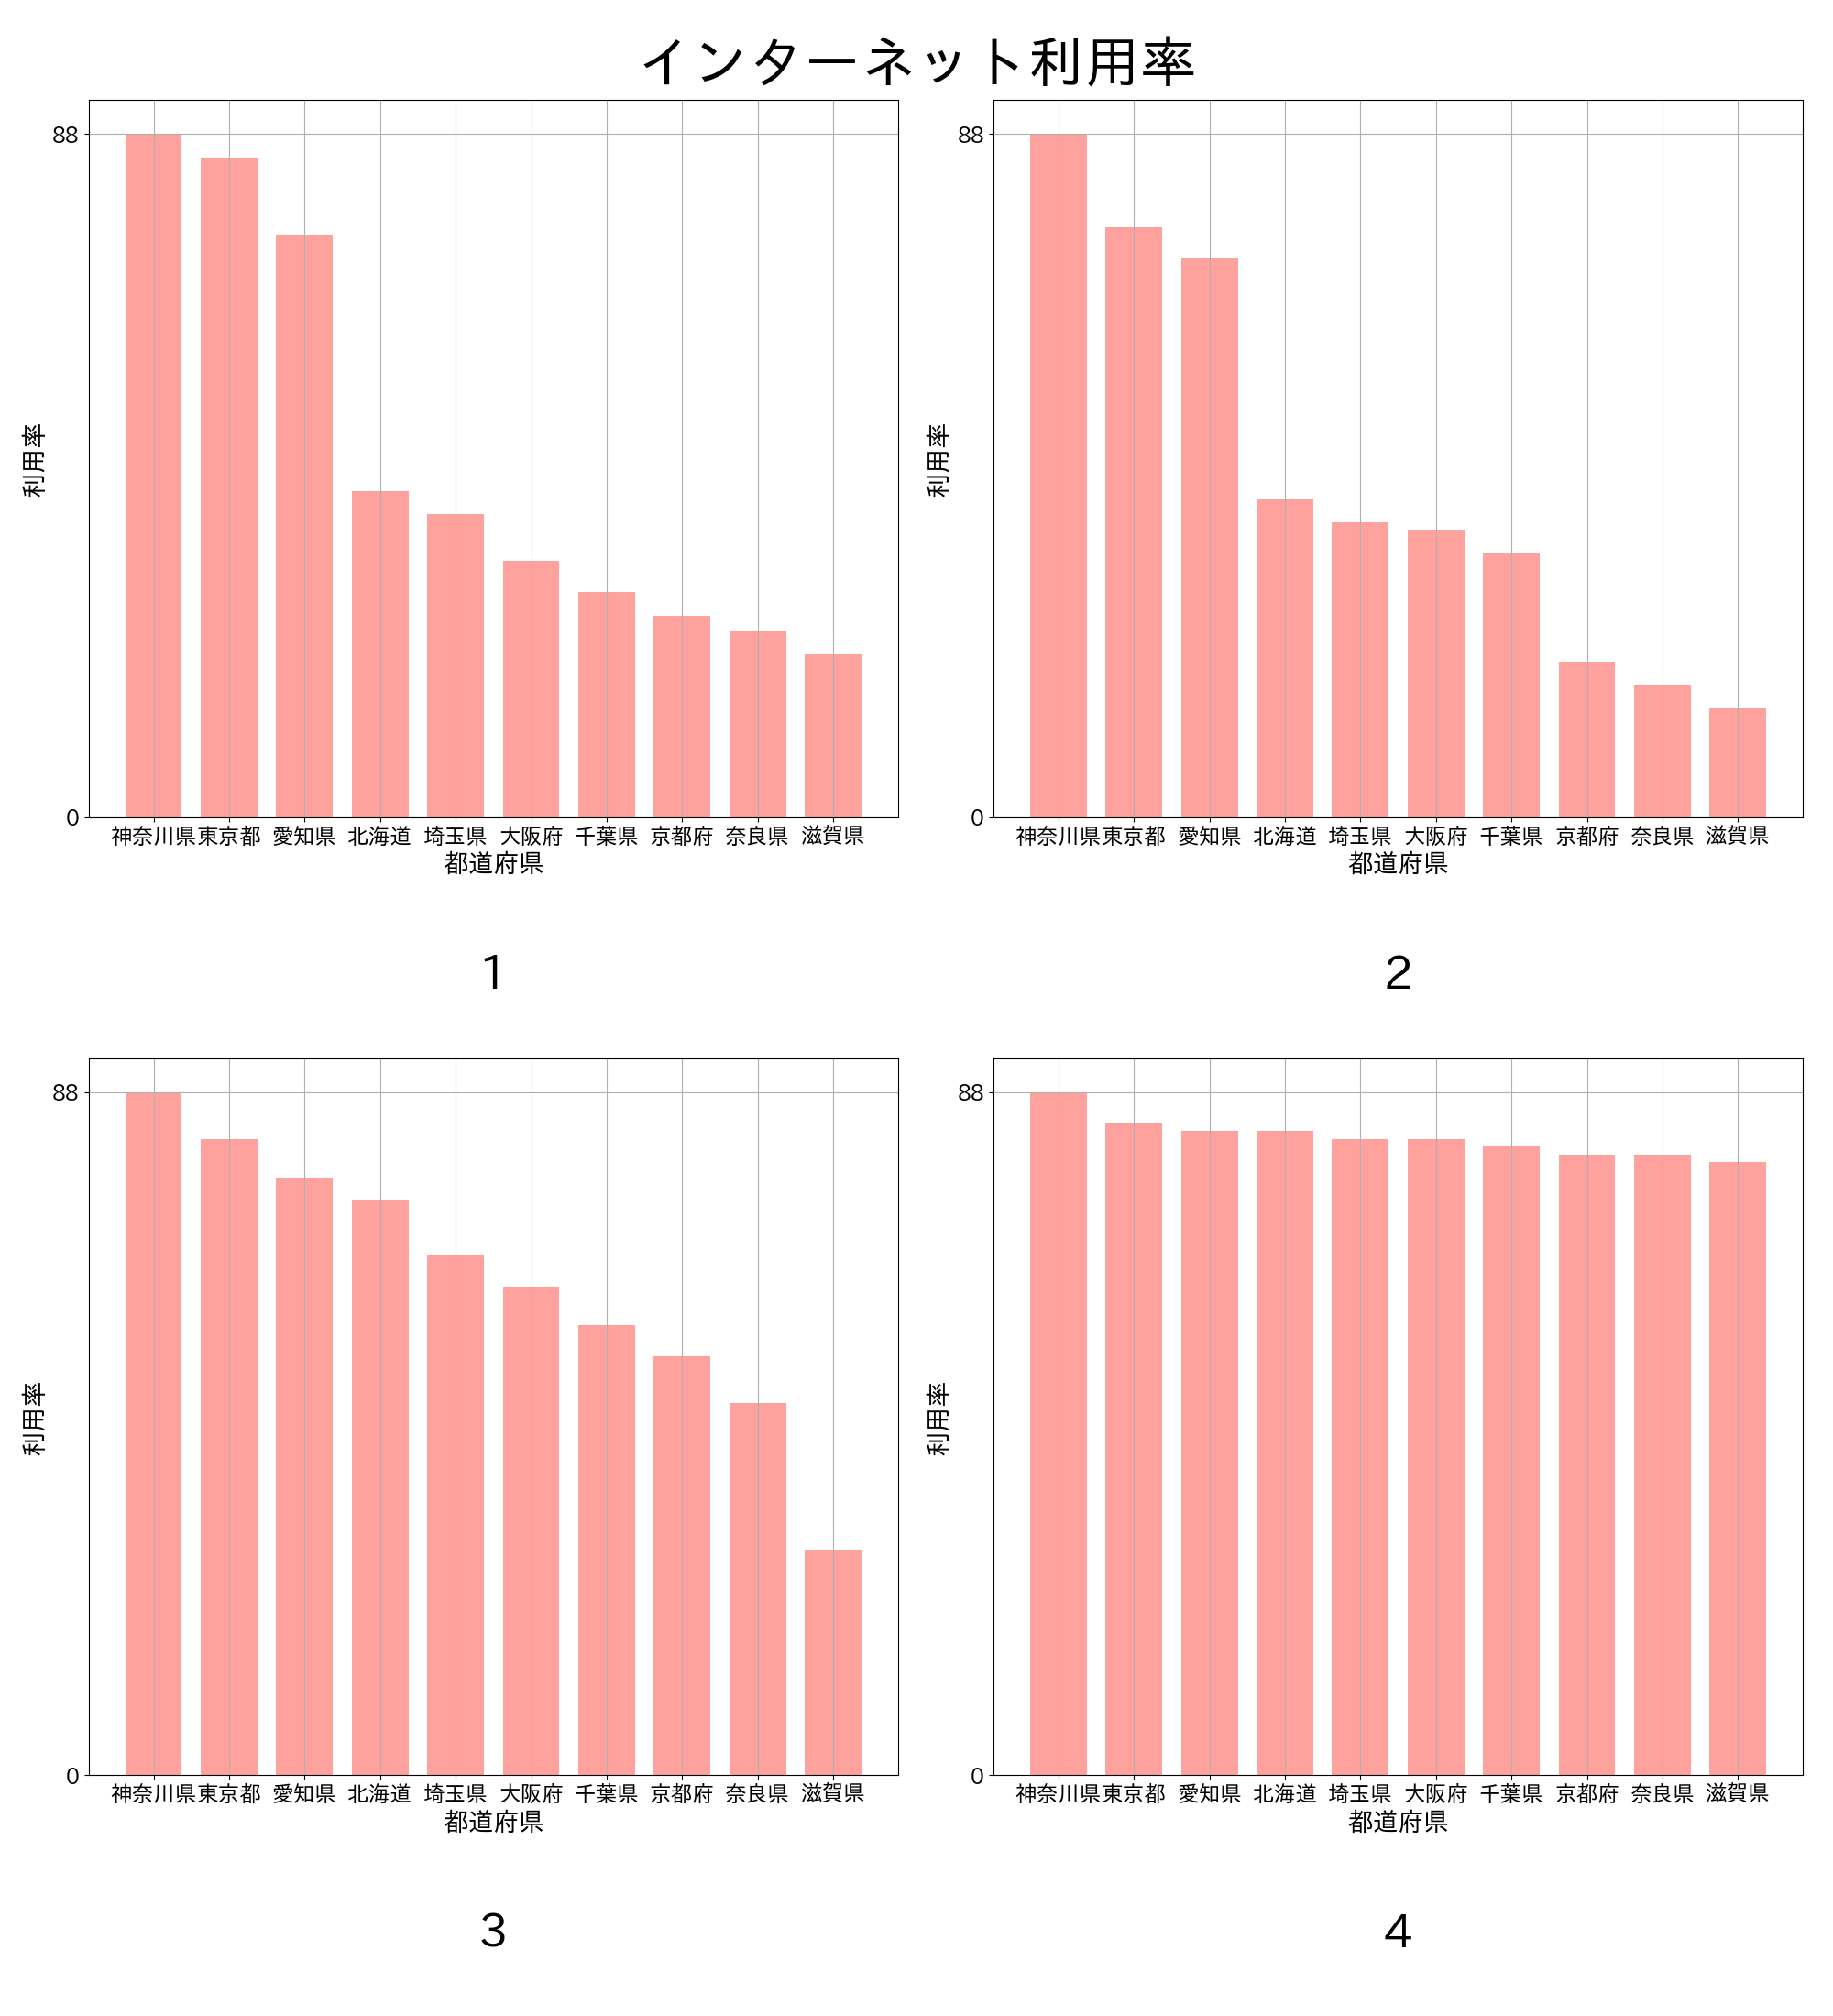 インターネット利用率
88
0
利用率
神奈川県 東京都 愛知県 北海道 埼玉県 大阪府 千葉県 京都府 奈良県 滋賀県
都道府県
1
88
0
利用率
神奈川県 東京都 愛知県 北海道 埼玉県 大阪府 千葉県 京都府 奈良県 滋賀県
都道府県
2
88
0
利用率
神奈川県 東京都 愛知県 北海道 埼玉県 大阪府 千葉県 京都府 奈良県 滋賀県
都道府県
3
88
0
利用率
神奈川県 東京都 愛知県 北海道 埼玉県 大阪府 千葉県 京都府 奈良県 滋賀県
都道府県
4